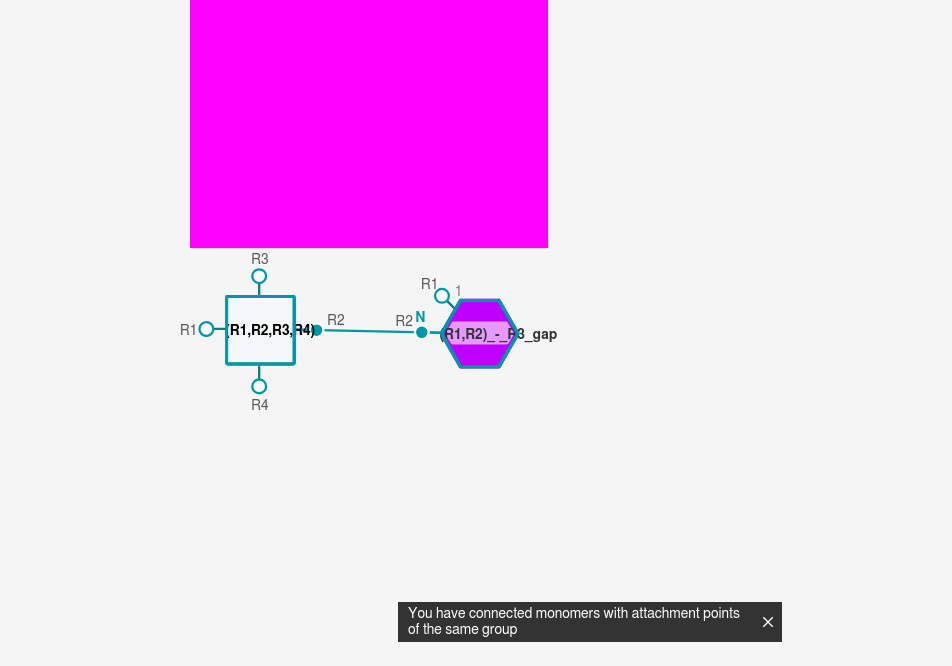 R3
R1
1
R1
(R1,R2,R3,R4)
R2
R2
N
(R1,R2)_-_R3_gap
R4
You have connected monomers with attachment points
of the same group